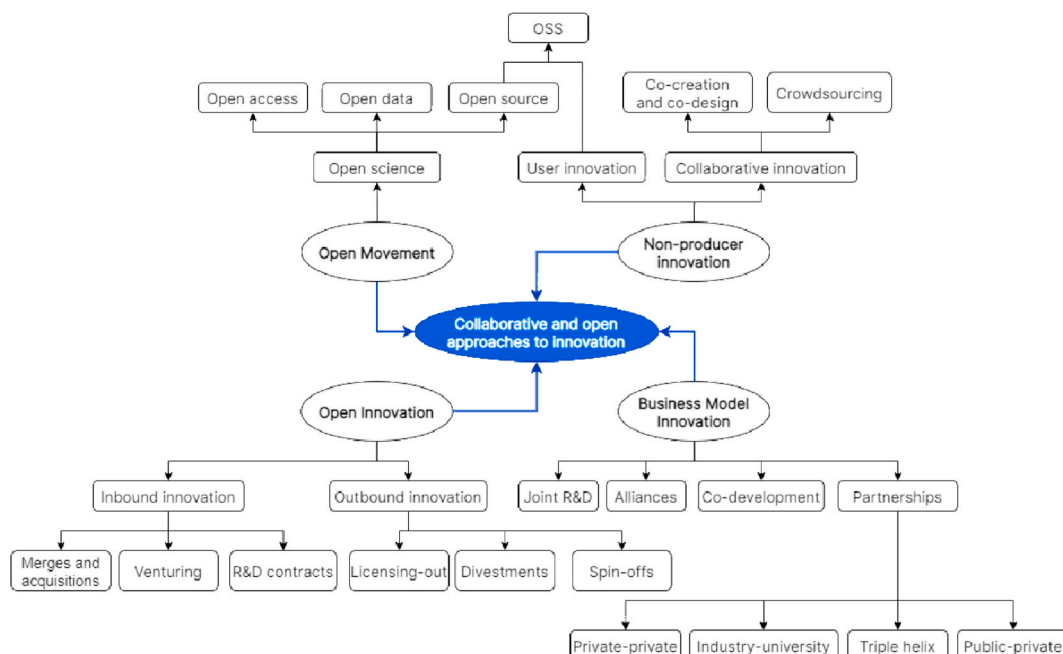 OSS
Open access
Open data
Open source
Co-creation
and co-design
Crowdsourcing
Open science
User innovation
Collaborative innovation
Open Movement
Non-producer
innovation
Collaborative and open
approaches to innovation
Open Innovation
Business Model
Innovation
Inbound innovation
Outbound innovation
Joint R&D
Alliances
Co-development
Partnerships
Merges and
acquisitions
Venturing
R&D contracts
Licensing-out
Divestments
Spin-offs
Private-private
Industry-university
Triple helix
Public-private